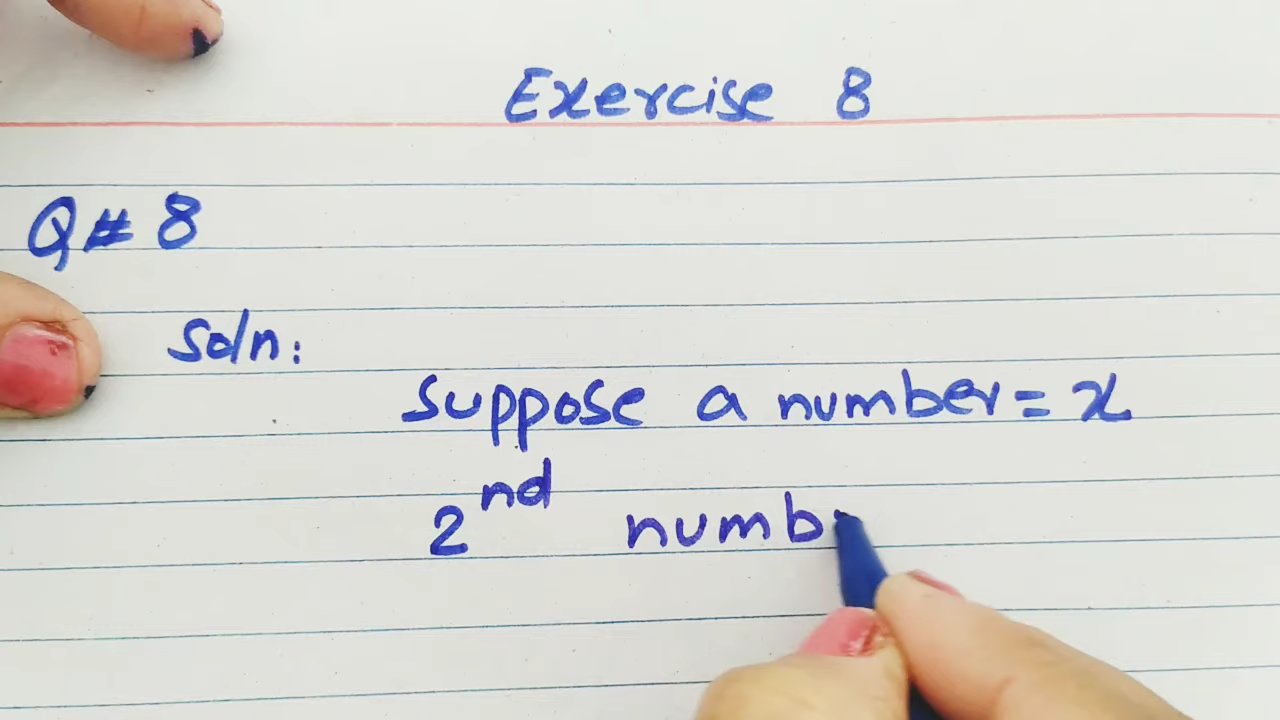 Exercise 8
Q# 8
Soln:
Suppose a number = x
2nd numb